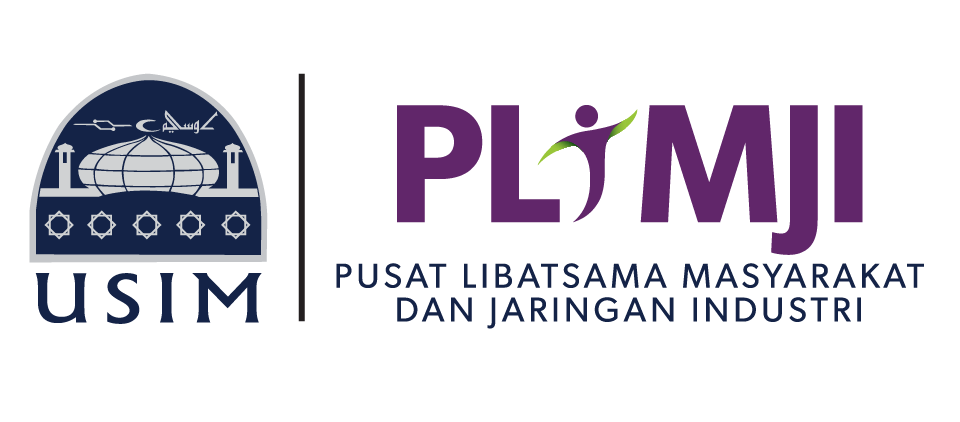 USIM
PLiMJI
PUSAT LIBATSAMA MASYARAKAT
DAN JARINGAN INDUSTRI